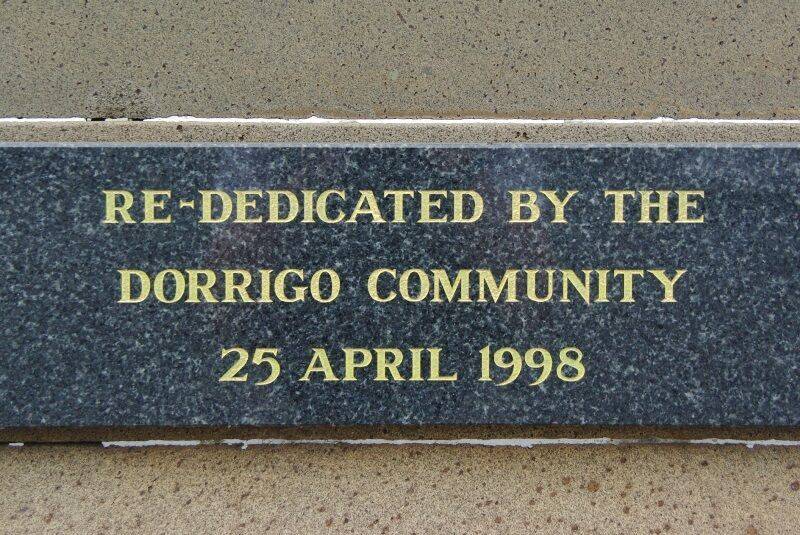 RE-DEDICATED BY THE
DORRIGO COMMUNITY
25 APRIL 1998